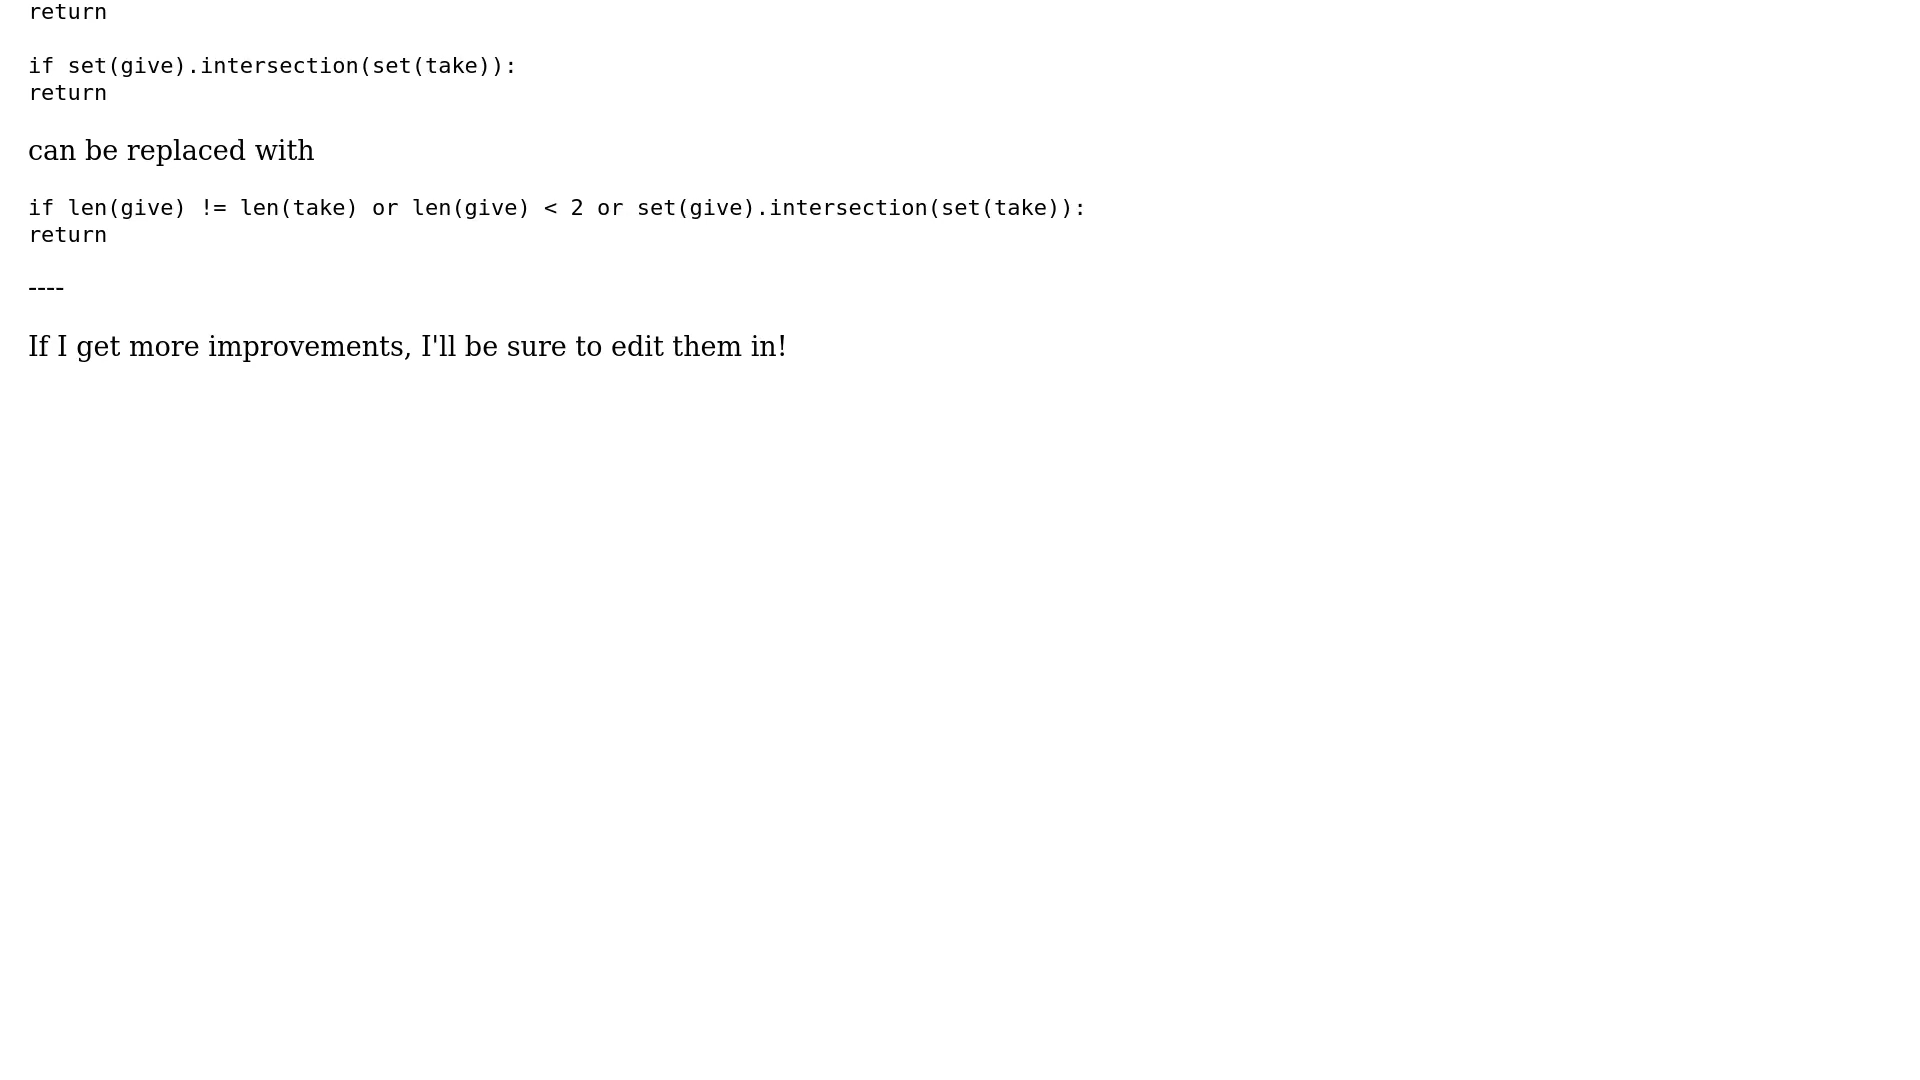 return
if set(give).intersection(set(take)):
return
can be replaced with
if len(give) != len(take) or len(give) < 2 or set(give).intersection(set(take)):
return
----
If I get more improvements, I'll be sure to edit them in!